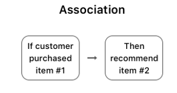 Association
If customer
purchased
item #1
Then
recommend
item #2